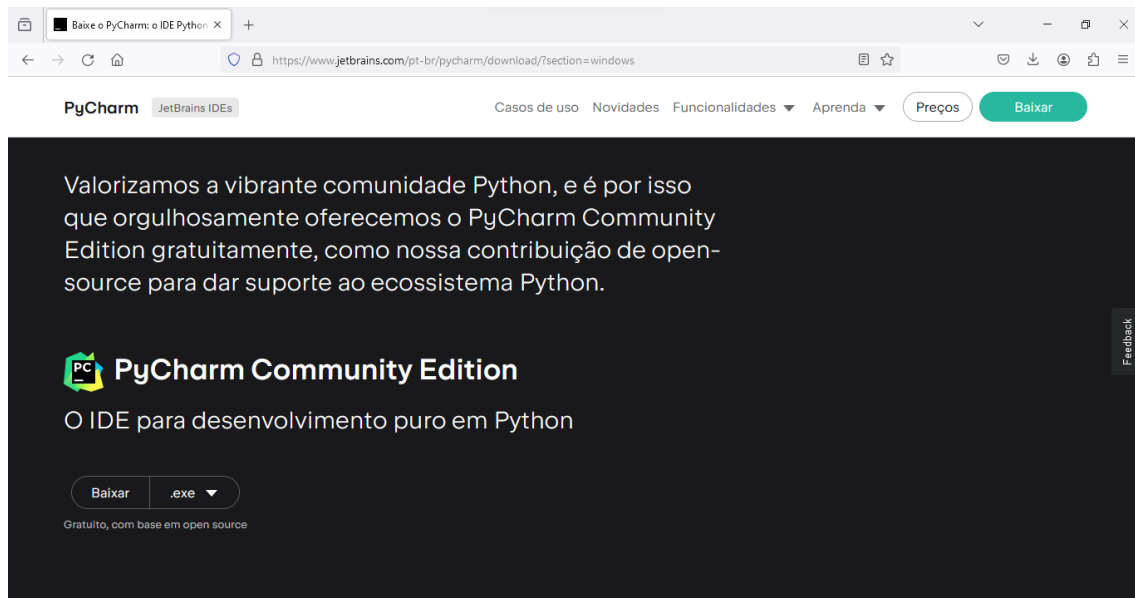 Baixe o PyCharm: o IDE Python
https://www.jetbrains.com/pt-br/pycharm/download/?section=windows
PyCharm JetBrains IDEs Casos de uso Novidades Funcionalidades Aprenda Preços Baixar
Valorizamos a vibrante comunidade Python, e é por isso
que orgulhosamente oferecemos o PyCharm Community
Edition gratuitamente, como nossa contribuição de open-
source para dar suporte ao ecossistema Python.
Feedback
PC PyCharm Community Edition
O IDE para desenvolvimento puro em Python
Baixar .exe
Gratuito, com base em open source